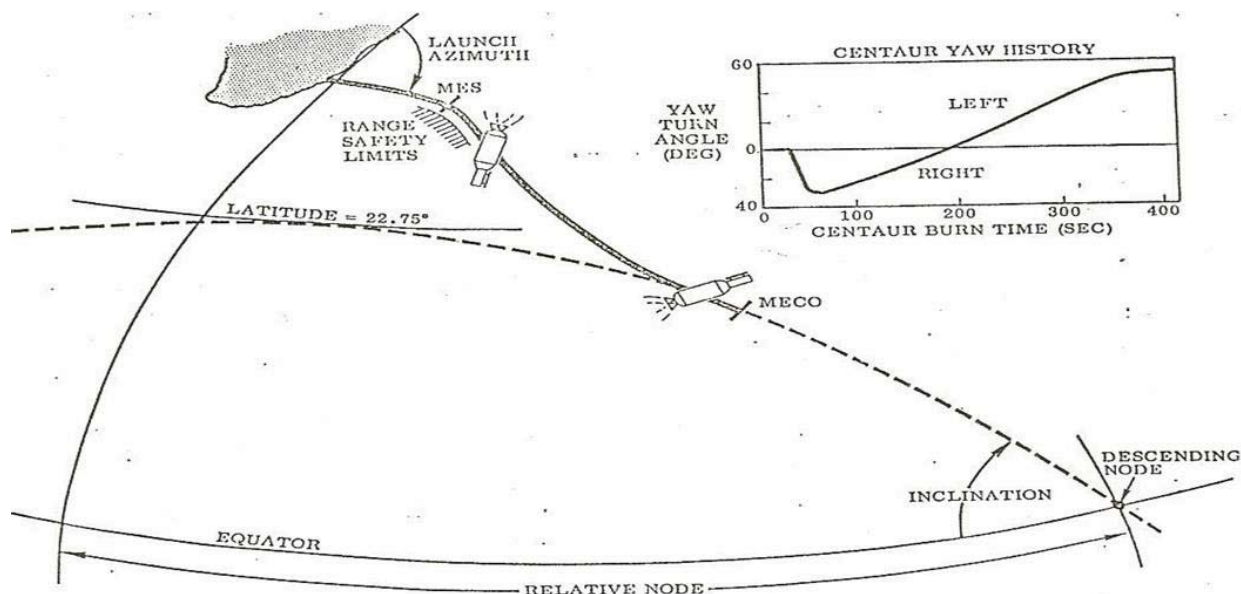 LAUNCH
AZIMUTH
MES
RANGE
SAFETY
LIMITS
LATITUDE = 22.75°
MECO
INCLINATION
DESCENDING
NODE
EQUATOR
RELATIVE NODE
CENTAUR YAW HISTORY
60
YAW
TURN
ANGLE
(DEG)
0
40
LEFT
RIGHT
0 100 200 300 400
CENTAUR BURN TIME (SEC)